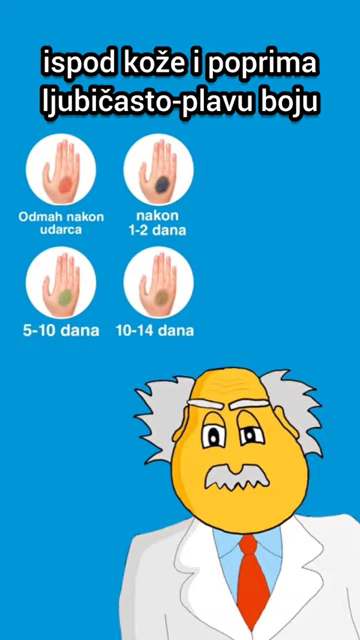 ispod kože i poprima
ljubičasto-plavu boju
Odmah nakon
udarca
nakon
1-2 dana
5-10 dana
10-14 dana